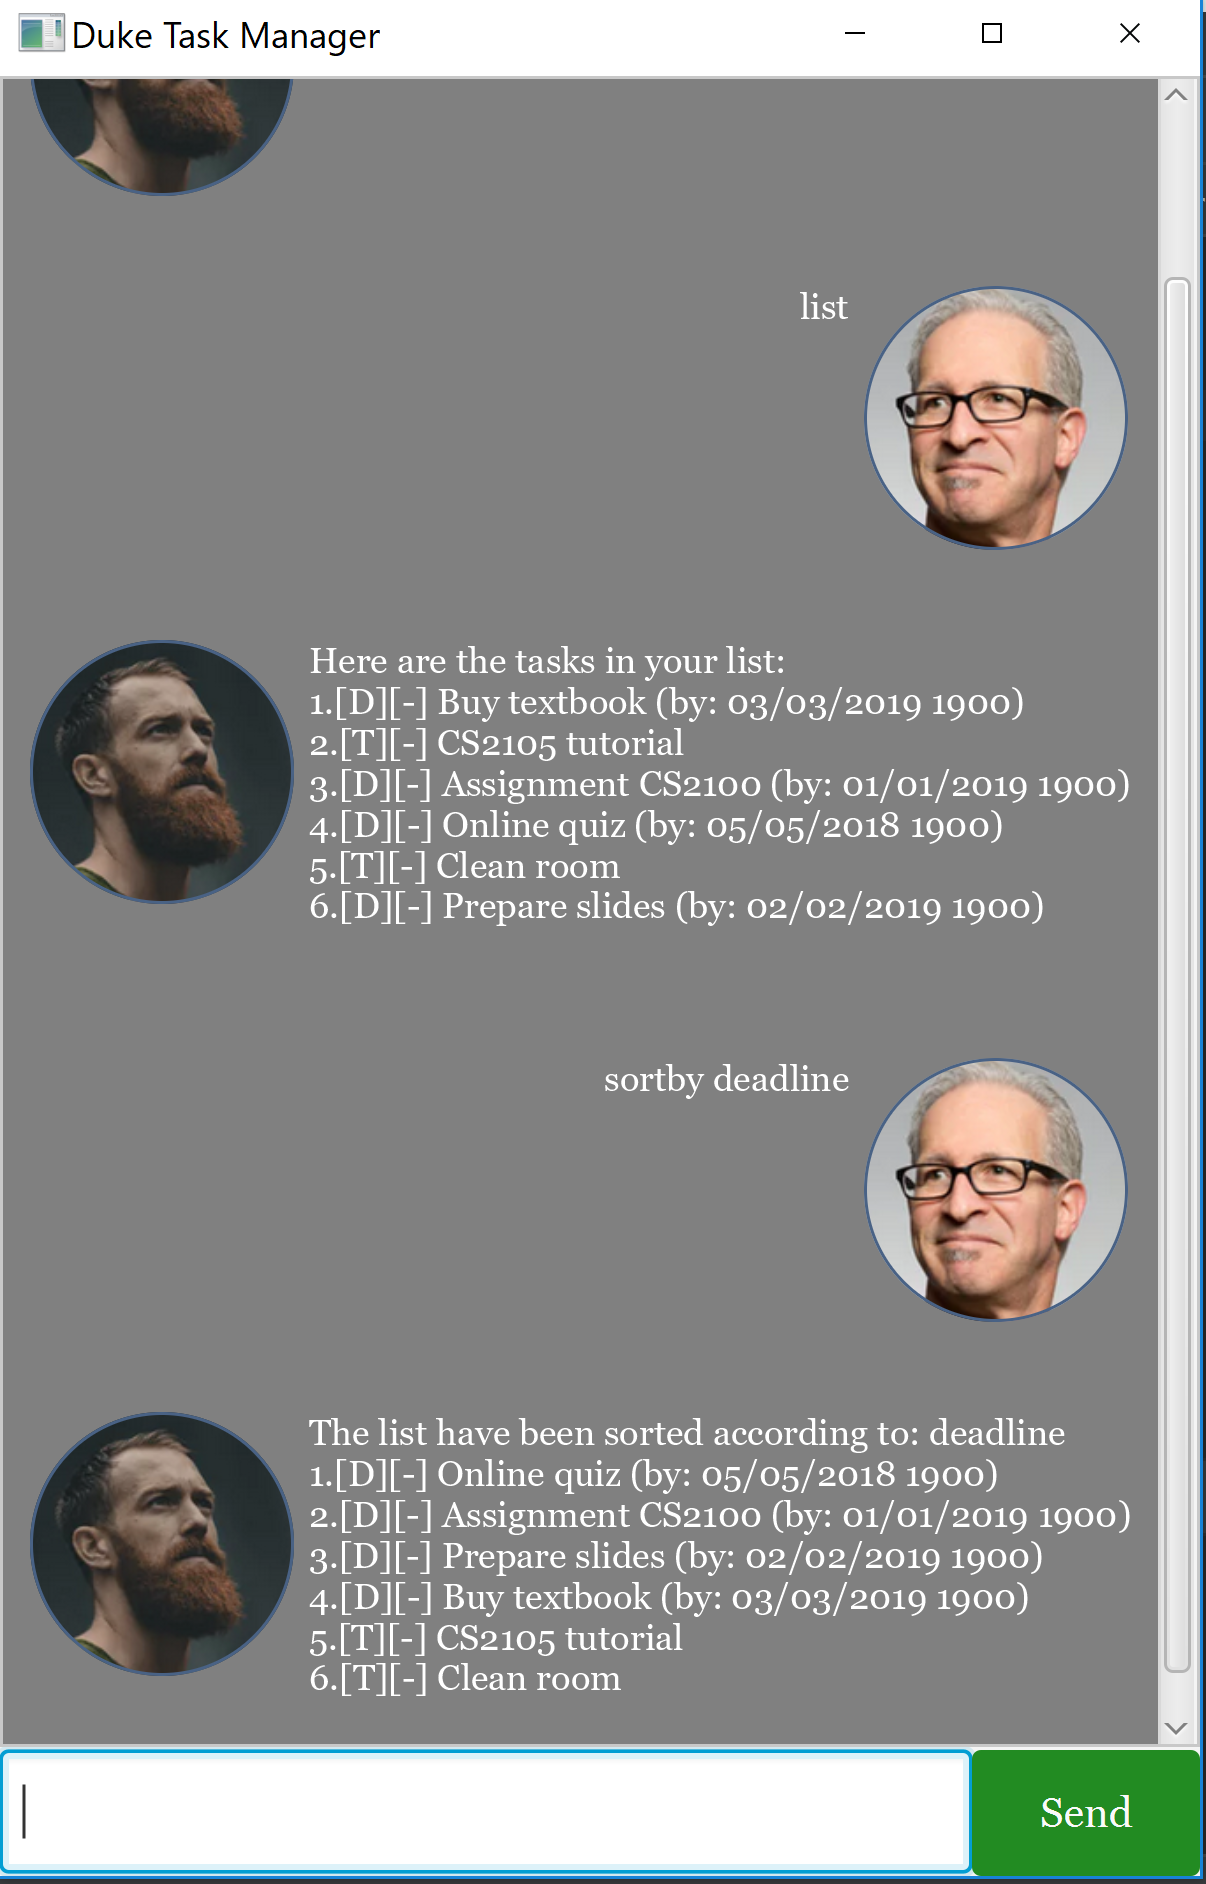 Duke Task Manager
list
Here are the tasks in your list:
1.[D][-] Buy textbook (by: 03/03/2019 1900)
2.[T][-] CS2105 tutorial
3.[D][-] Assignment CS2100 (by: 01/01/2019 1900)
4.[D][-] Online quiz (by: 05/05/2018 1900)
5.[T][-] Clean room
6.[D][-] Prepare slides (by: 02/02/2019 1900)
sortby deadline
The list have been sorted according to: deadline
1.[D][-] Online quiz (by: 05/05/2018 1900)
2.[D][-] Assignment CS2100 (by: 01/01/2019 1900)
3.[D][-] Prepare slides (by: 02/02/2019 1900)
4.[D][-] Buy textbook (by: 03/03/2019 1900)
5.[T][-] CS2105 tutorial
6.[T][-] Clean room
Send